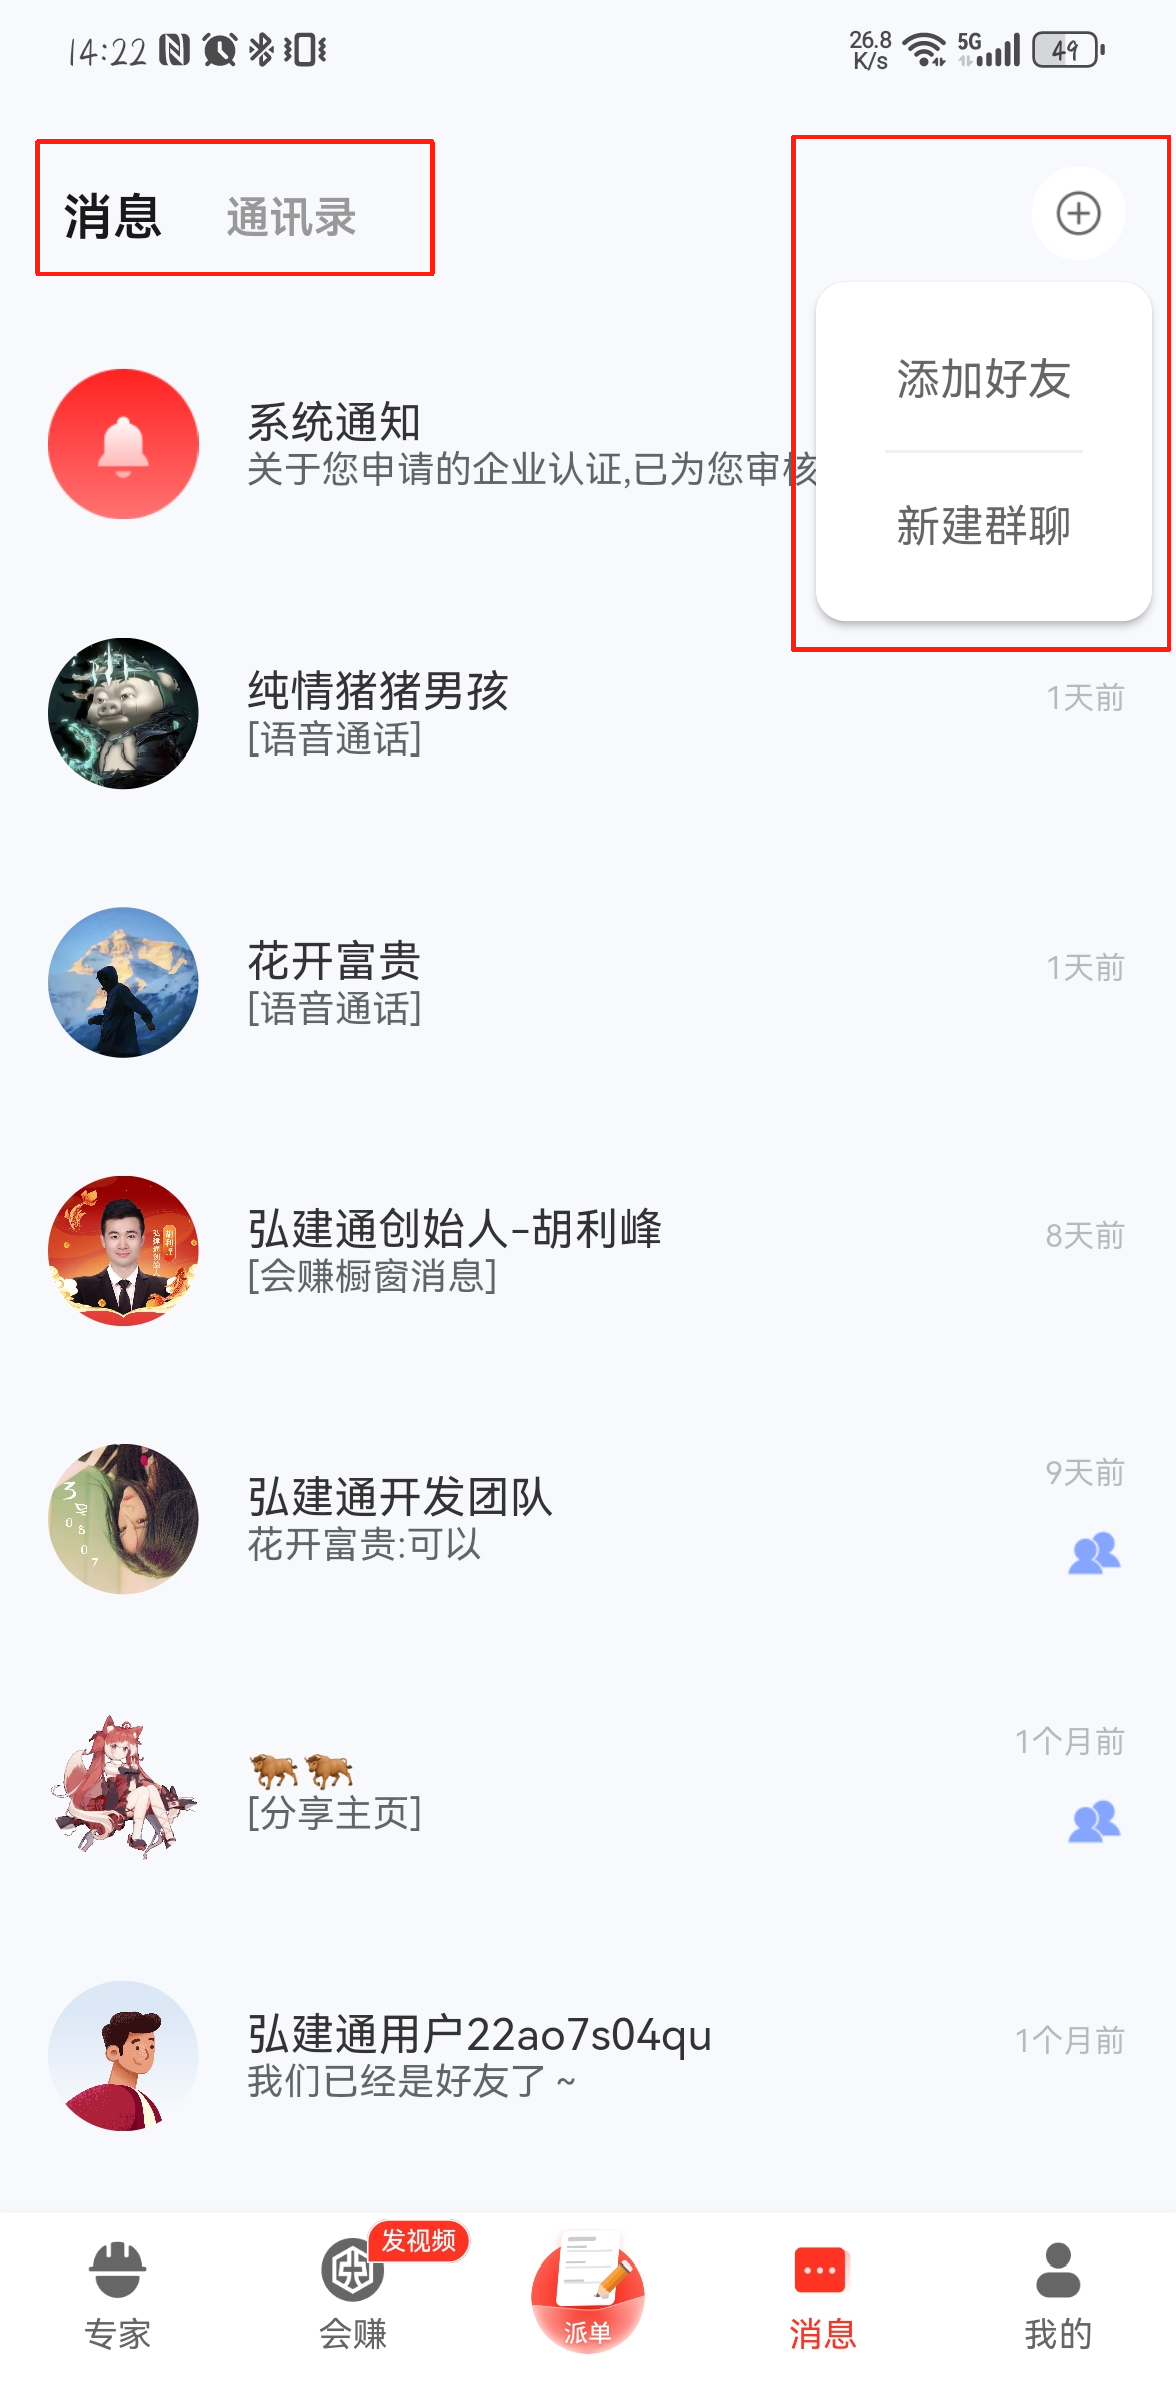 14:22
26.8
K/s
5G
49
消息
通讯录
添加好友
新建群聊
系统通知
关于您申请的企业认证,已为您审核
纯情猪猪男孩
1天前
[语音通话]
花开富贵
1天前
[语音通话]
弘建通创始人-胡利峰
8天前
[会赚橱窗消息]
弘建通开发团队
9天前
花开富贵:可以
1个月前
[分享主页]
弘建通用户22ao7s04qu
1个月前
我们已经是好友了~
发视频
专家
会赚
派单
消息
我的